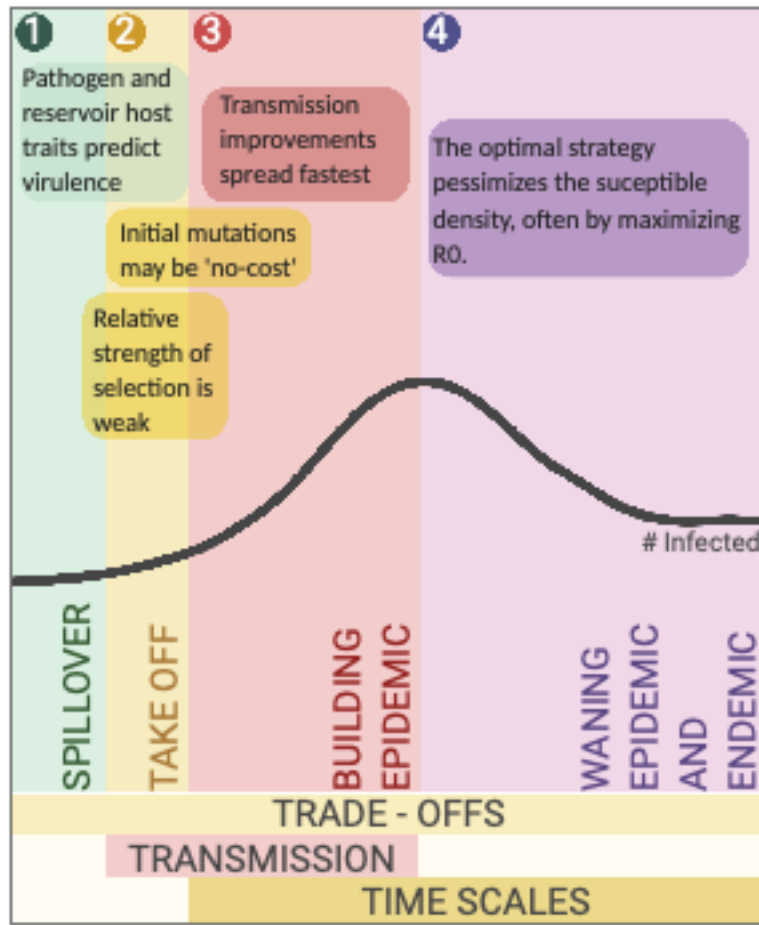 1
2
3
4
Pathogen and
reservoir host
traits predict
virulence
Transmission
improvements
spread fastest
The optimal strategy
pessimizes the suceptible
density, often by maximizing
R0.
Initial mutations
may be 'no-cost'
Relative
strength of
selection is
weak
# Infected
SPILLOVER
TAKE OFF
BUILDING
EPIDEMIC
WANING
EPIDEMIC
AND
ENDEMIC
TRADE - OFFS
TRANSMISSION
TIME SCALES